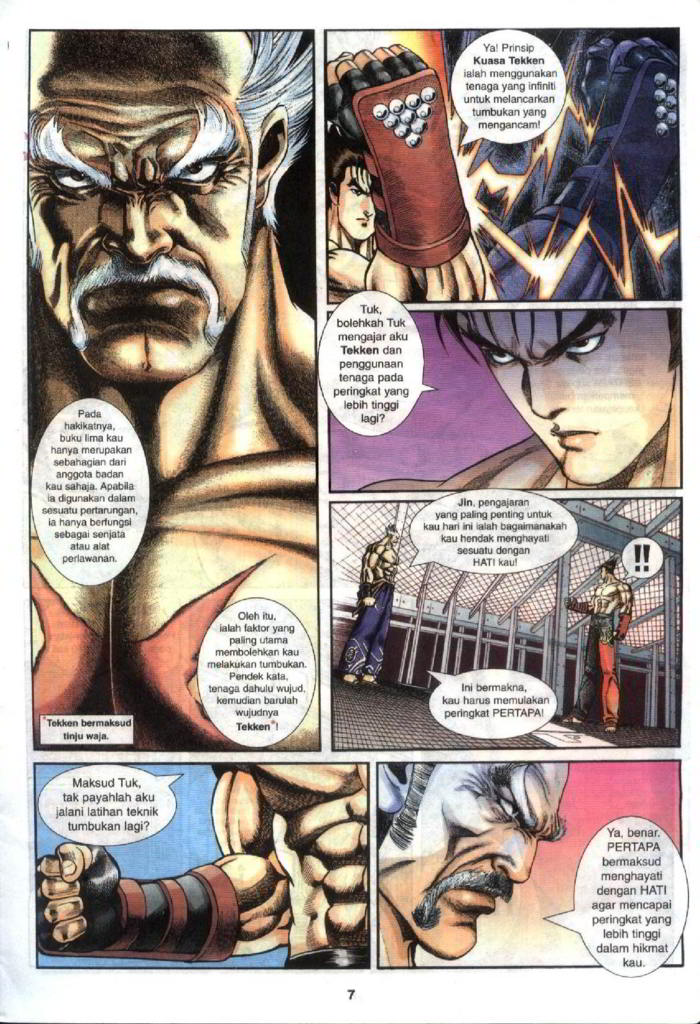 Pada
hakikatnya,
buku lima kau
hanya merupakan
sebahagian dari
anggota badan
kau sahaja. Apabila
ia digunakan dalam
sesuatu pertarungan,
ia hanya berfungsi
sebagai senjata
atau alat
perlawanan.
Oleh itu,
ialah faktor yang
paling utama
membolehkan kau
melakukan tumbukan.
Pendek kata,
tenaga dahulu wujud,
kemudian barulah
wujudnya
Tekken*!
*Tekken bermaksud
tinju waja.
Ya! Prinsip
Kuasa Tekken
ialah menggunakan
tenaga yang infiniti
untuk melancarkan
tumbukan yang
mengancam!
Tuk,
bolehkah Tuk
mengajar aku
Tekken dan
penggunaan
tenaga pada
peringkat yang
lebih tinggi
lagi?
Jin, pengajaran
yang paling penting untuk
kau hari ini ialah bagaimanakah
kau hendak menghayati
sesuatu dengan
HATI kau!
!!
Ini bermakna,
kau harus memulakan
peringkat PERTAPA!
Maksud Tuk,
tak payahlah aku
jalani latihan teknik
tumbukan lagi?
Ya, benar.
PERTAPA
bermaksud
menghayati
dengan HATI
agar mencapai
peringkat yang
lebih tinggi
dalam hikmat
kau.
7